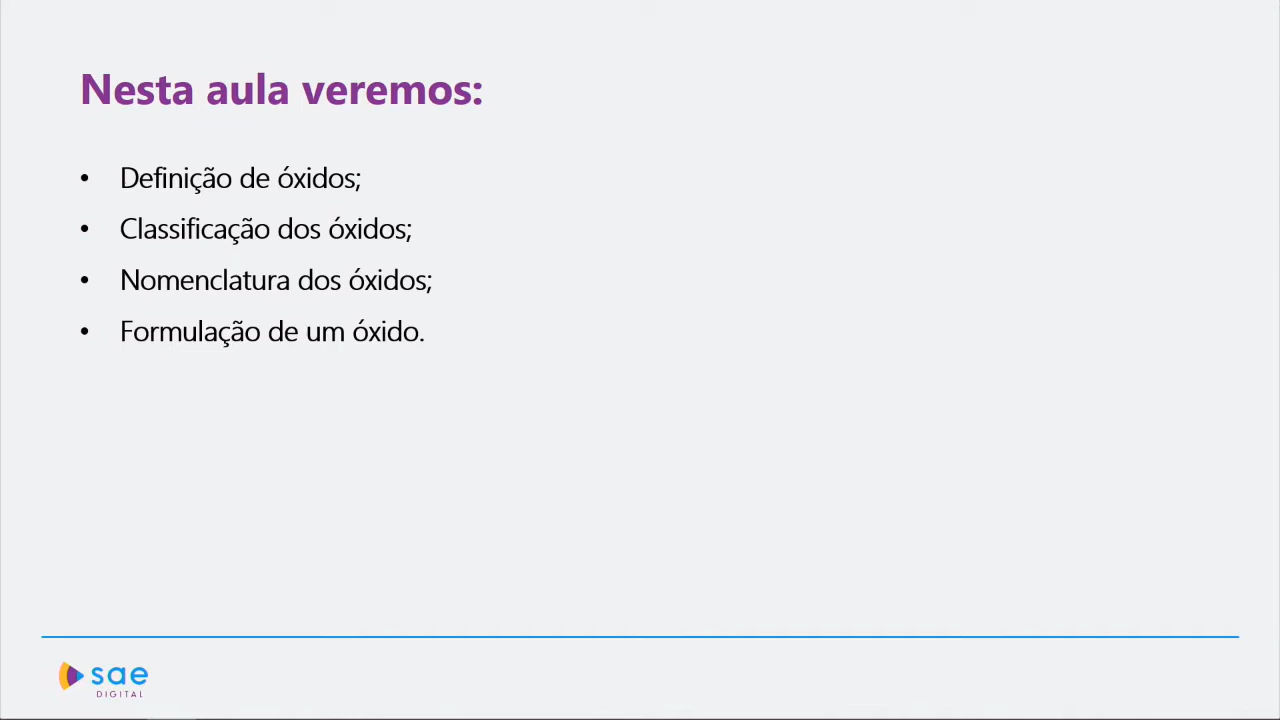 Nesta aula veremos:
• Definição de óxidos;
• Classificação dos óxidos;
• Nomenclatura dos óxidos;
• Formulação de um óxido.
sae
DIGITAL